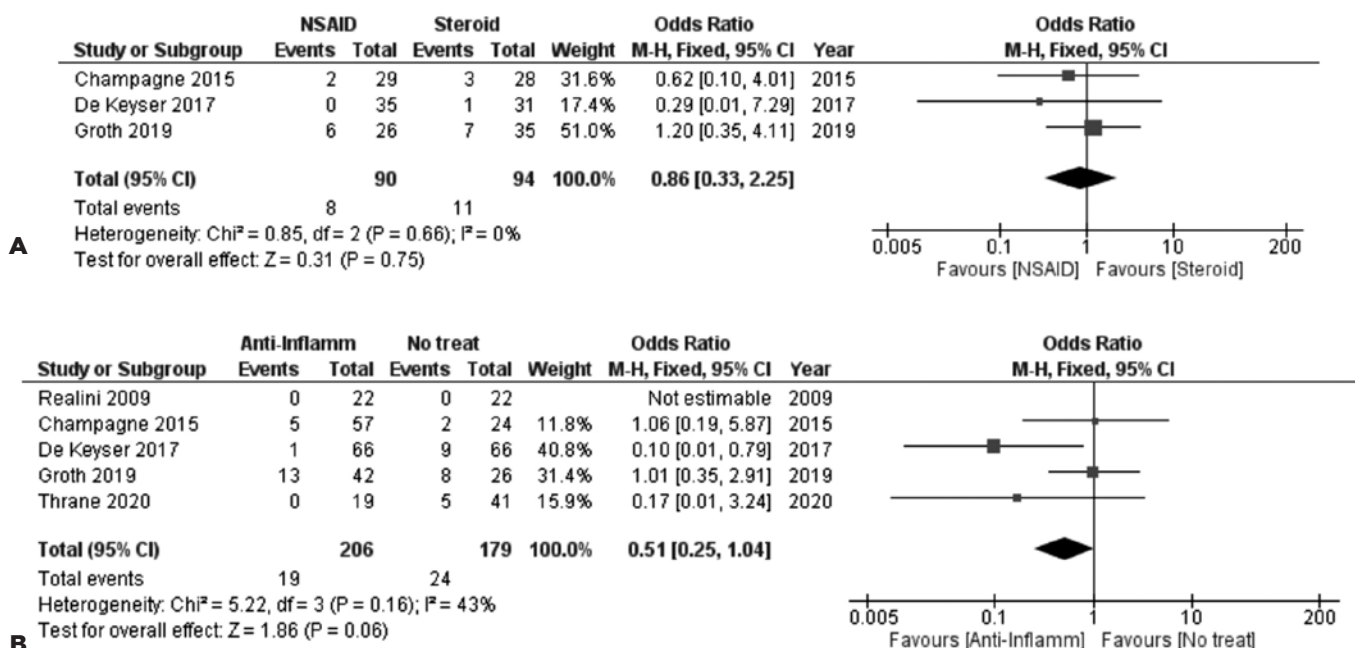 NSAID Steroid Odds Ratio Odds Ratio
Study or Subgroup Events Total Events Total Weight M-H, Fixed, 95% CI Year M-H, Fixed, 95% CI
Champagne 2015 2 29 3 28 31.6% 0.62 [0.10, 4.01] 2015
De Keyser 2017 0 35 1 31 17.4% 0.29 [0.01, 7.29] 2017
Groth 2019 6 26 7 35 51.0% 1.20 [0.35, 4.11] 2019
Total (95% CI) 90 94 100.0% 0.86 [0.33, 2.25]
Total events 8 11
Heterogeneity: Chi² = 0.85, df = 2 (P = 0.66); I² = 0%
Test for overall effect: Z = 0.31 (P = 0.75)
0.005 0.1 1 10 200
Favours [NSAID] Favours [Steroid]
A
Anti-Inflamm No treat Odds Ratio Odds Ratio
Study or Subgroup Events Total Events Total Weight M-H, Fixed, 95% CI Year M-H, Fixed, 95% CI
Realini 2009 0 22 0 22 Not estimable 2009
Champagne 2015 5 57 2 24 11.8% 1.06 [0.19, 5.87] 2015
De Keyser 2017 1 66 9 66 40.8% 0.10 [0.01, 0.79] 2017
Groth 2019 13 42 8 26 31.4% 1.01 [0.35, 2.91] 2019
Thrane 2020 0 19 5 41 15.9% 0.17 [0.01, 3.24] 2020
Total (95% CI) 206 179 100.0% 0.51 [0.25, 1.04]
Total events 19 24
Heterogeneity: Chi² = 5.22, df = 3 (P = 0.16); I² = 43%
Test for overall effect: Z = 1.86 (P = 0.06)
0.005 0.1 1 10 200
Favours [Anti-Inflamm] Favours [No treat]
B